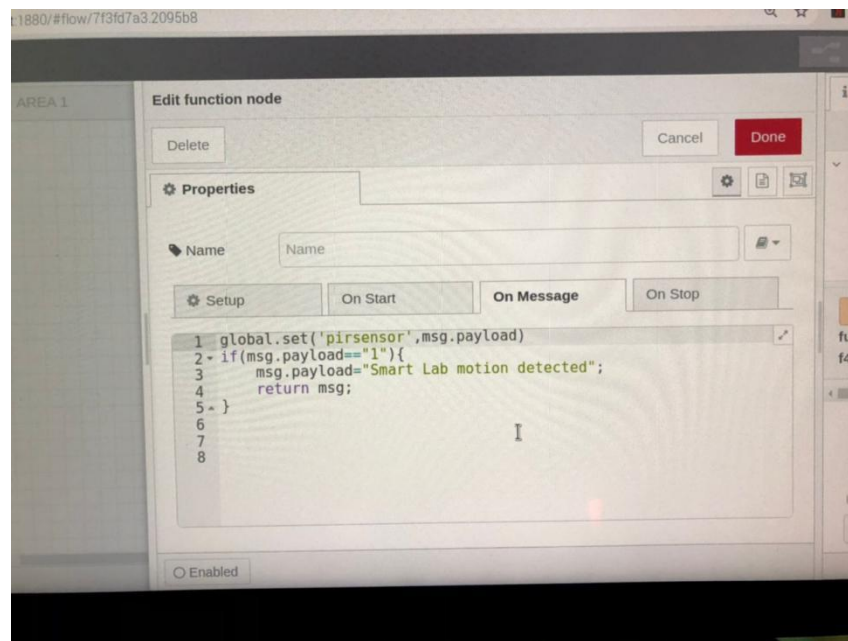 :1880/#flow/7f3fd7a3.2095b8
AREA 1
Edit function node
Delete
Cancel
Done
Properties
Name
Name
Setup
On Start
On Message
On Stop
1 global.set('pirsensor',msg.payload)
2 if(msg.payload=="1"){
3 msg.payload="Smart Lab motion detected";
4 return msg;
5 }
6
7
8
Enabled
i
fu
f4